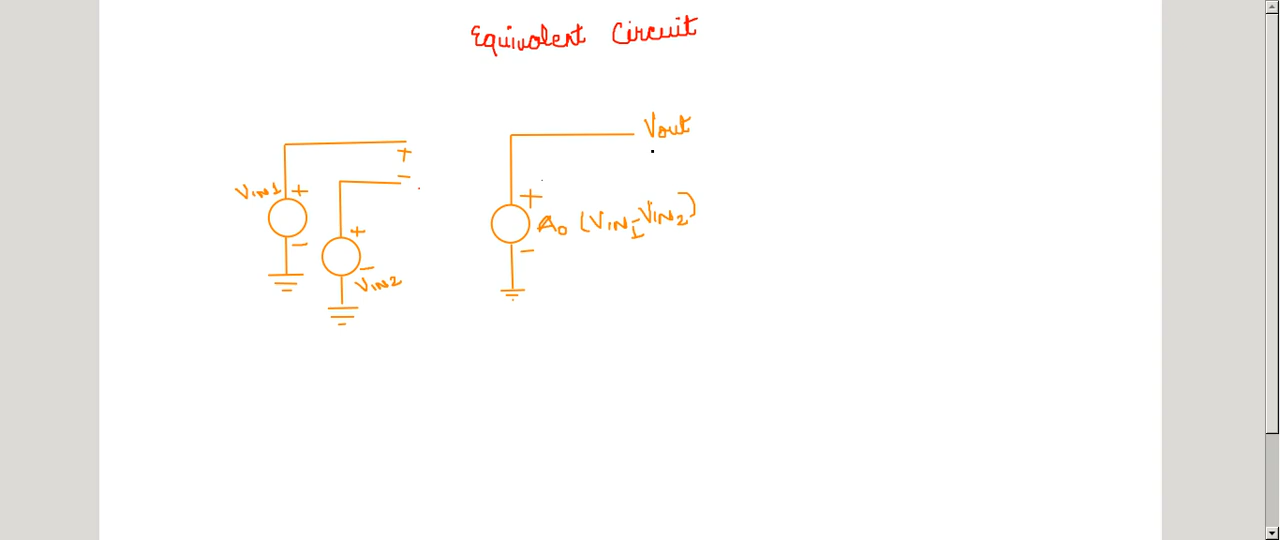 Equivalent Circuit
Vout
+
-
VIN1 +
+
A0 (VIN1-VIN2)
+
-
-
-
VIN2